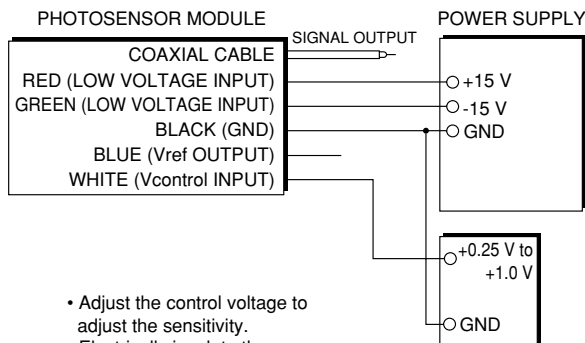 PHOTOSENSOR MODULE
POWER SUPPLY
SIGNAL OUTPUT
COAXIAL CABLE
RED (LOW VOLTAGE INPUT)
GREEN (LOW VOLTAGE INPUT)
BLACK (GND)
BLUE (Vref OUTPUT)
WHITE (Vcontrol INPUT)
+15 V
-15 V
GND
+0.25 V to
+1.0 V
GND
• Adjust the control voltage to
adjust the sensitivity.